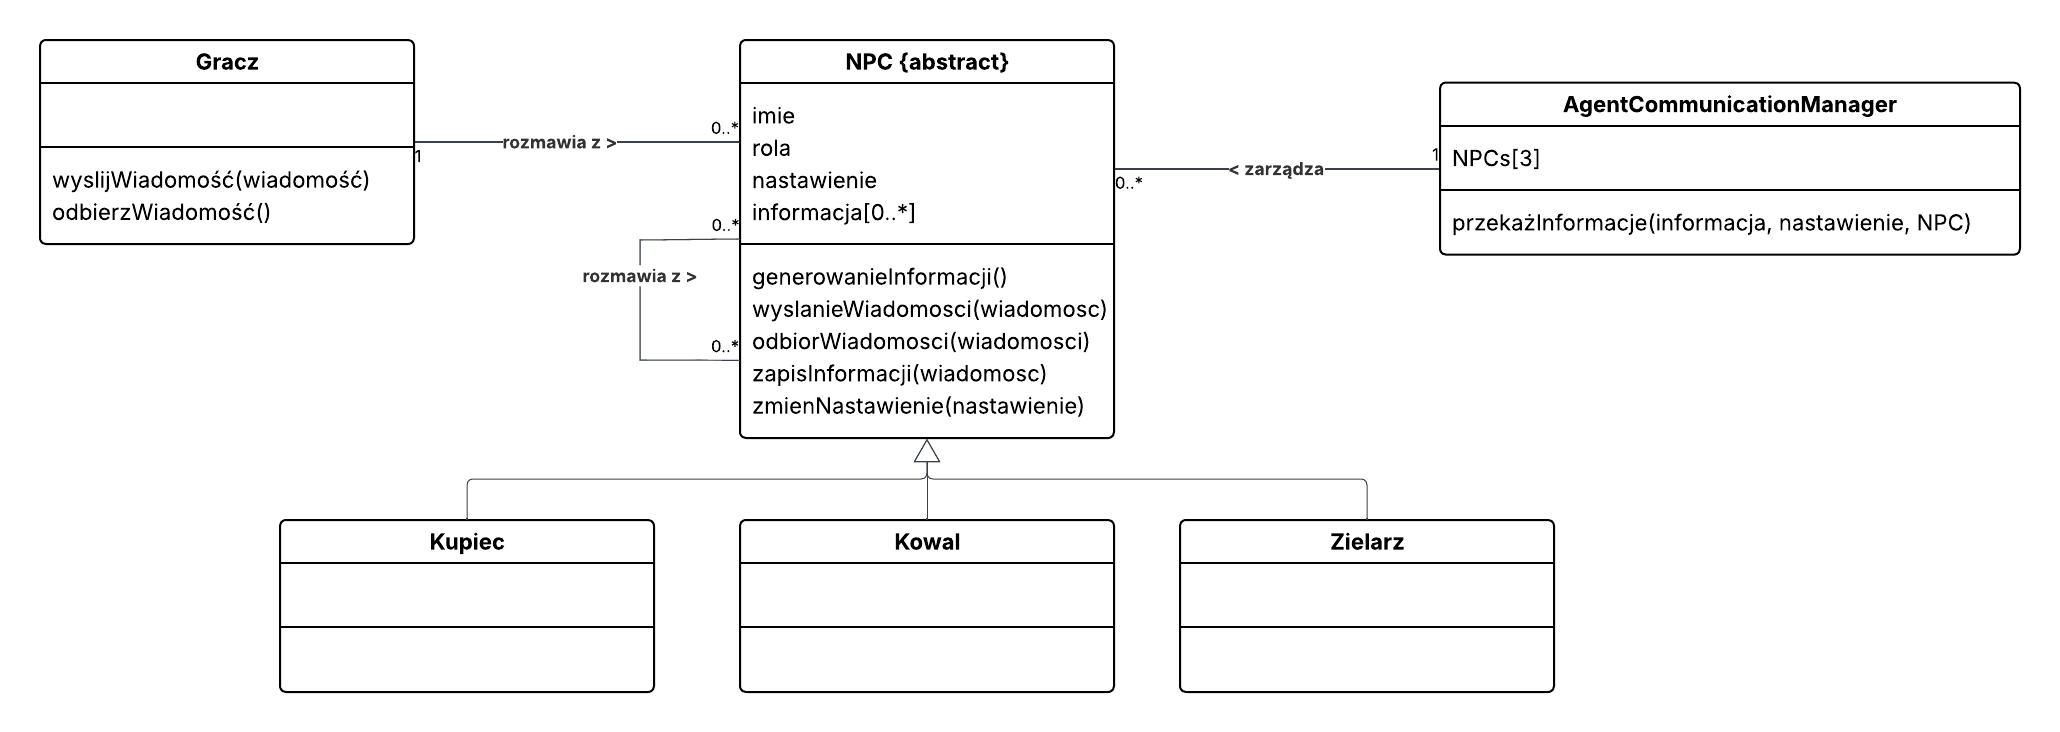 Gracz
wyslijWiadomość(wiadomość)
odbierzWiadomość()
1
rozmawia z >
0..*
NPC {abstract}
imie
rola
nastawienie
informacja[0..*]
generowanieInformacji()
wyslanieWiadomosci(wiadomosc)
odbiorWiadomosci(wiadomosci)
zapisInformacji(wiadomosc)
zmienNastawienie(nastawienie)
0..*
rozmawia z >
0..*
0..*
< zarządza
1
AgentCommunicationManager
NPCs[3]
przekażInformacje(informacja, nastawienie, NPC)
Kupiec
Kowal
Zielarz